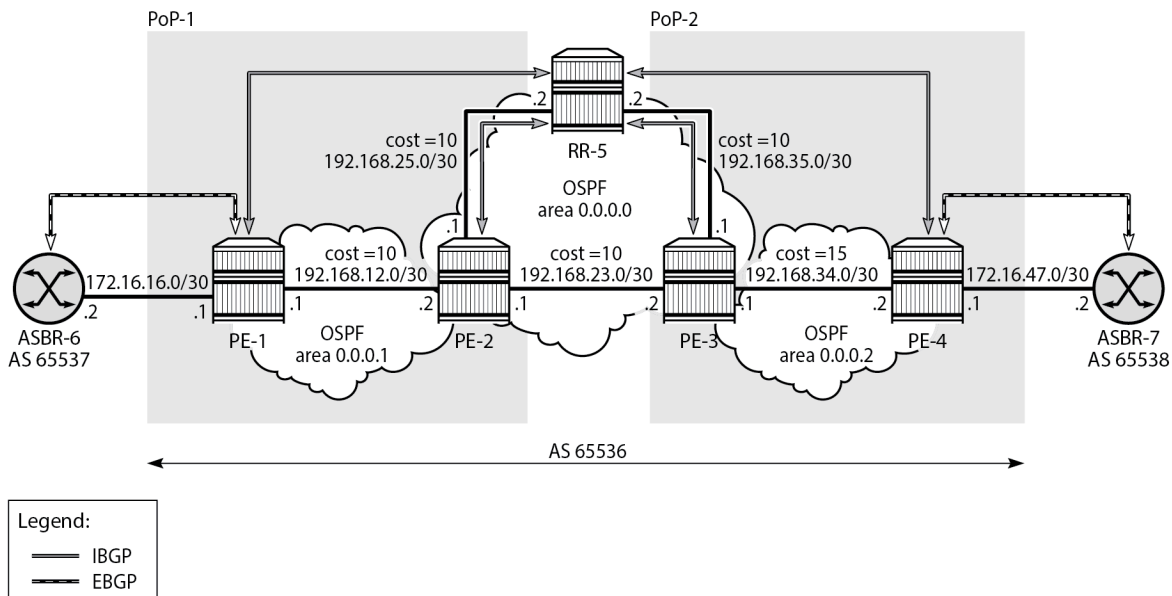 PoP-1
PoP-2
.2
.2
cost =10
192.168.25.0/30
RR-5
cost =10
192.168.35.0/30
OSPF
area 0.0.0.0
.1
.1
172.16.16.0/30
cost =10
192.168.12.0/30
cost =10
192.168.23.0/30
cost =15
192.168.34.0/30
172.16.47.0/30
.2
.1
.1
.2
.1
.2
.1
.2
.1
.2
ASBR-6
AS 65537
PE-1
OSPF
area 0.0.0.1
PE-2
PE-3
OSPF
area 0.0.0.2
PE-4
ASBR-7
AS 65538
AS 65536
Legend:
IBGP
EBGP